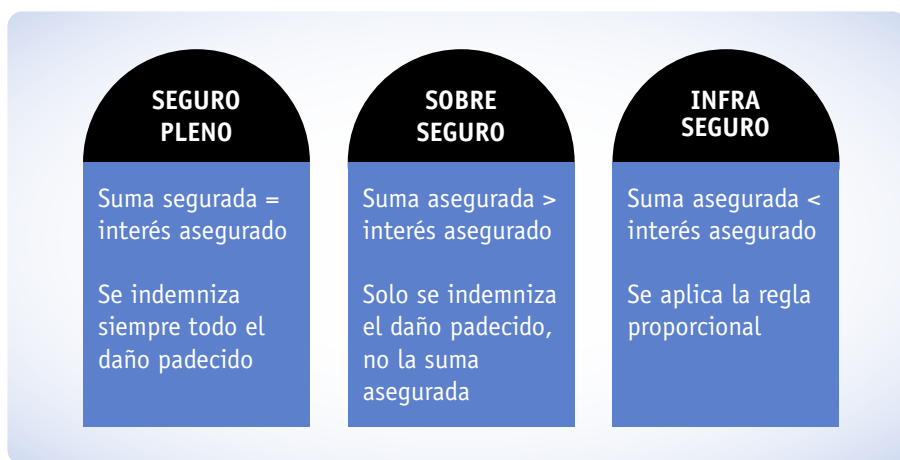 SEGURO
PLENO
Suma segurada =
interés asegurado
Se indemniza
siempre todo el
daño padecido
SOBRE
SEGURO
Suma asegurada >
interés asegurado
Solo se indemniza
el daño padecido,
no la suma
asegurada
INFRA
SEGURO
Suma asegurada <
interés asegurado
Se aplica la regla
proporcional